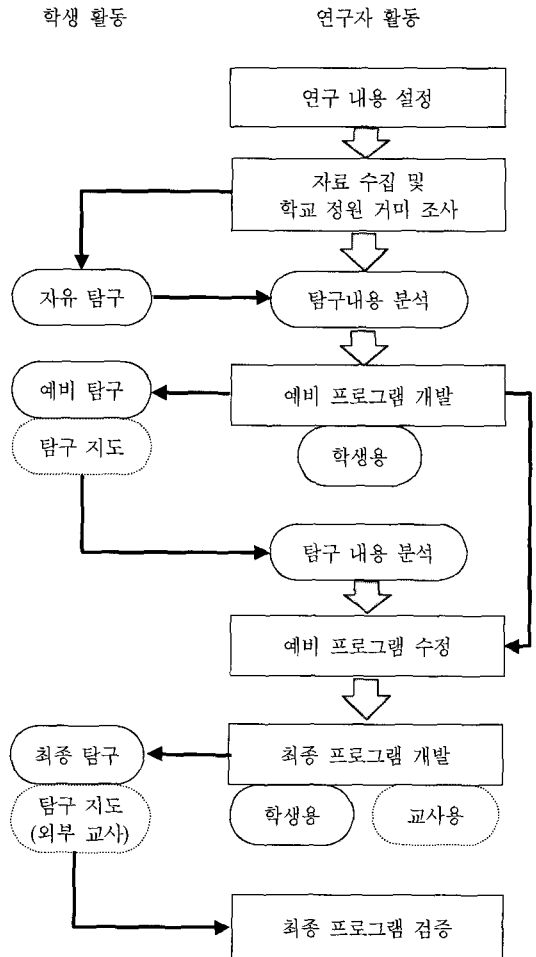 학생 활동
연구자 활동
연구 내용 설정
자료 수집 및
학교 정원 거미 조사
자유 탐구
탐구내용 분석
예비 탐구
예비 프로그램 개발
탐구 지도
학생용
탐구 내용 분석
예비 프로그램 수정
최종 탐구
최종 프로그램 개발
탐구 지도
(외부 교사)
학생용
교사용
최종 프로그램 검증